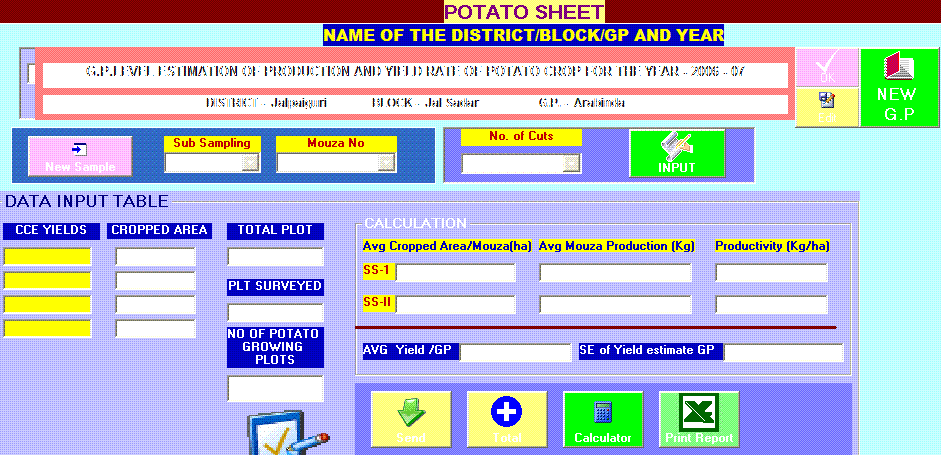 POTATO SHEET
NAME OF THE DISTRICT/BLOCK/GP AND YEAR
G.P.LEVEL ESTIMATION OF PRODUCTION AND YIELD RATE OF POTATO CROP FOR THE YEAR - 2006 - 07
DISTRICT - Jalpaiguri BLOCK - Jal Sadar G.P. - Arabinda
OK
Edit
NEW
G.P
New Sample
Sub Sampling
Mouza No
No. of Cuts
INPUT
DATA INPUT TABLE
CCE YIELDS
CROPPED AREA
TOTAL PLOT
PLT SURVEYED
NO OF POTATO
GROWING
PLOTS
CALCULATION
Avg Cropped Area/Mouza(ha) Avg Mouza Production (Kg) Productivity (Kg/ha)
SS-1
SS-II
AVG Yield /GP
SE of Yield estimate GP
Send
Total
Calculator
Print Report